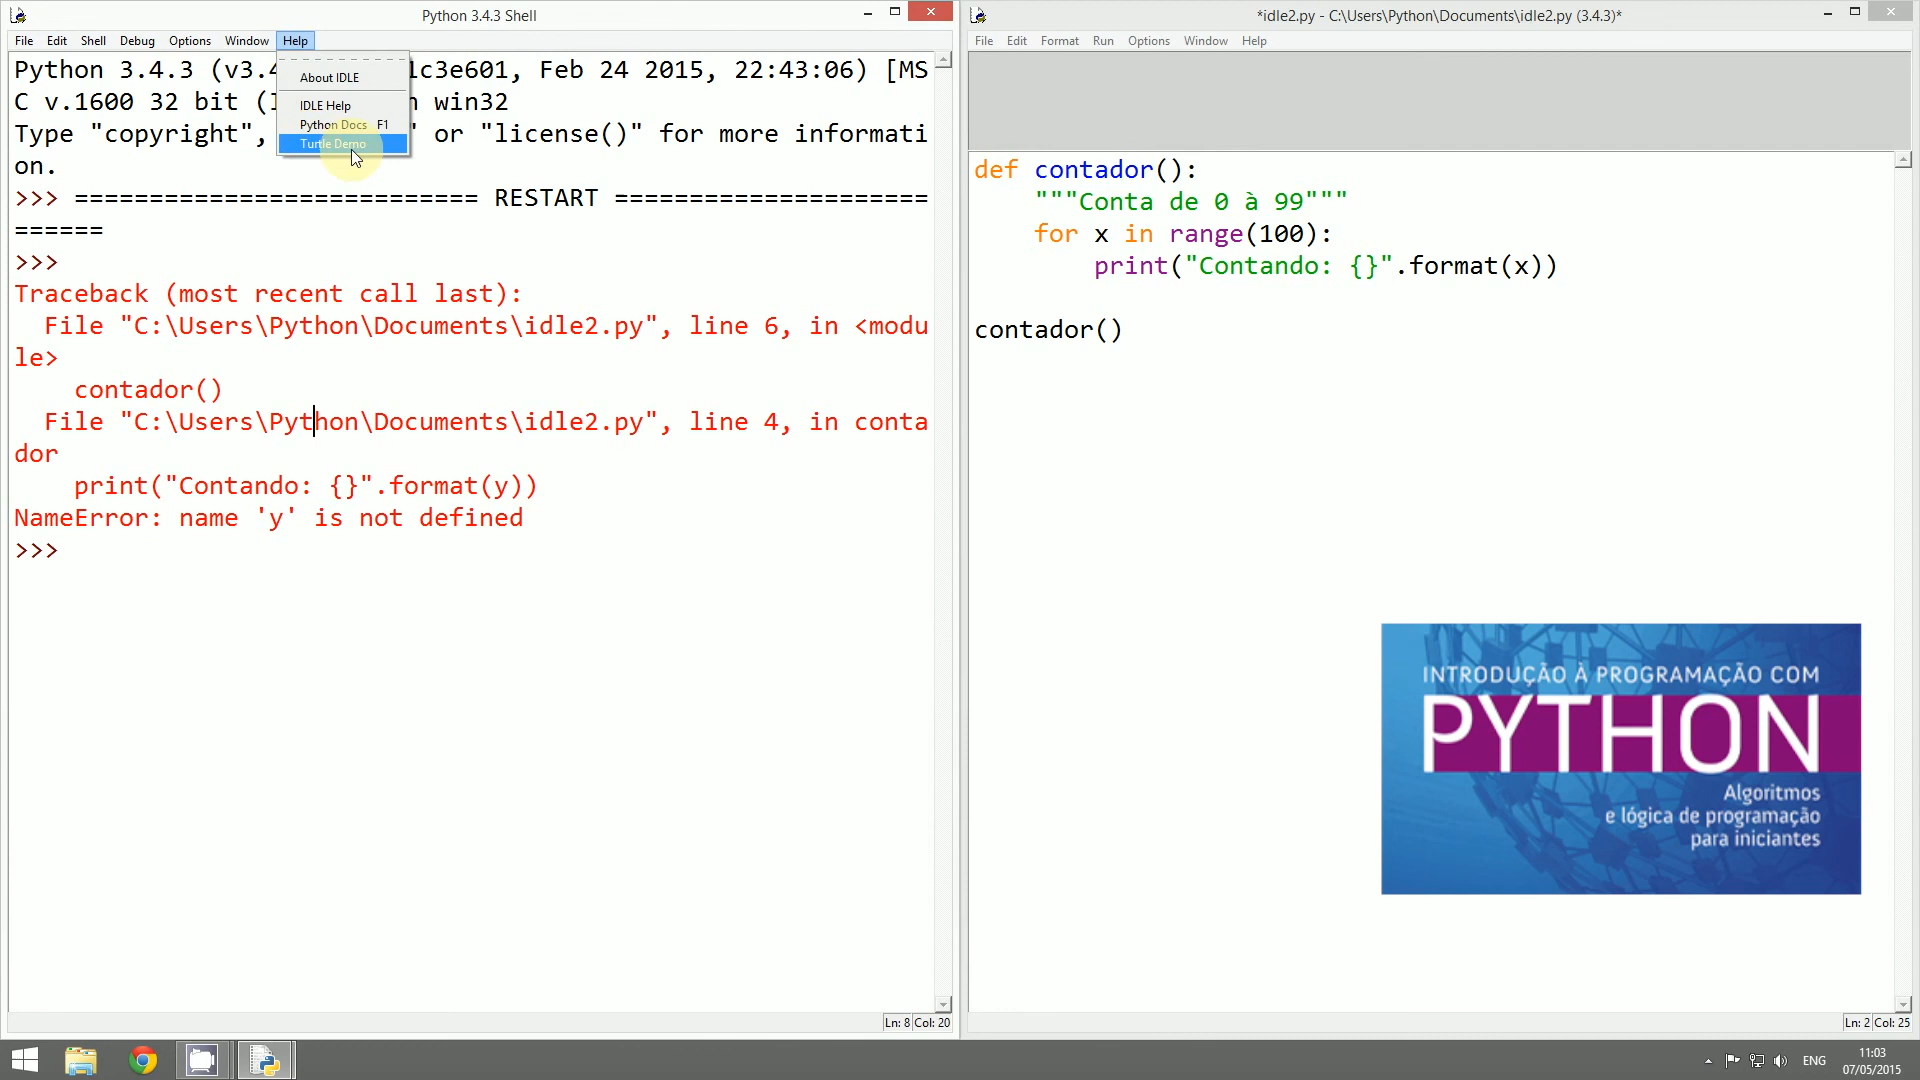 Python 3.4.3 Shell
File Edit Shell Debug Options Window Help
About IDLE
IDLE Help
Python Docs F1
Turtle Demo
Python 3.4.3 (v3.4 1c3e601, Feb 24 2015, 22:43:06) [MS
C v.1600 32 bit (I n win32
Type "copyright", " or "license()" for more informati
on.
>>> =========================== RESTART =====================
======
>>>
Traceback (most recent call last):
File "C:\Users\Python\Documents\idle2.py", line 6, in <modu
le>
contador()
File "C:\Users\Python\Documents\idle2.py", line 4, in conta
dor
print("Contando: {}".format(y))
NameError: name 'y' is not defined
>>>
Ln: 8 Col: 20
*idle2.py - C:\Users\Python\Documents\idle2.py (3.4.3)*
File Edit Format Run Options Window Help
def contador():
"""Conta de 0 à 99"""
for x in range(100):
print("Contando: {}".format(x))
contador()
INTRODUÇÃO À PROGRAMAÇÃO COM
PYTHON
Algoritmos
e lógica de programação
para iniciantes
Ln: 2 Col: 25
ENG
11:03
07/05/2015